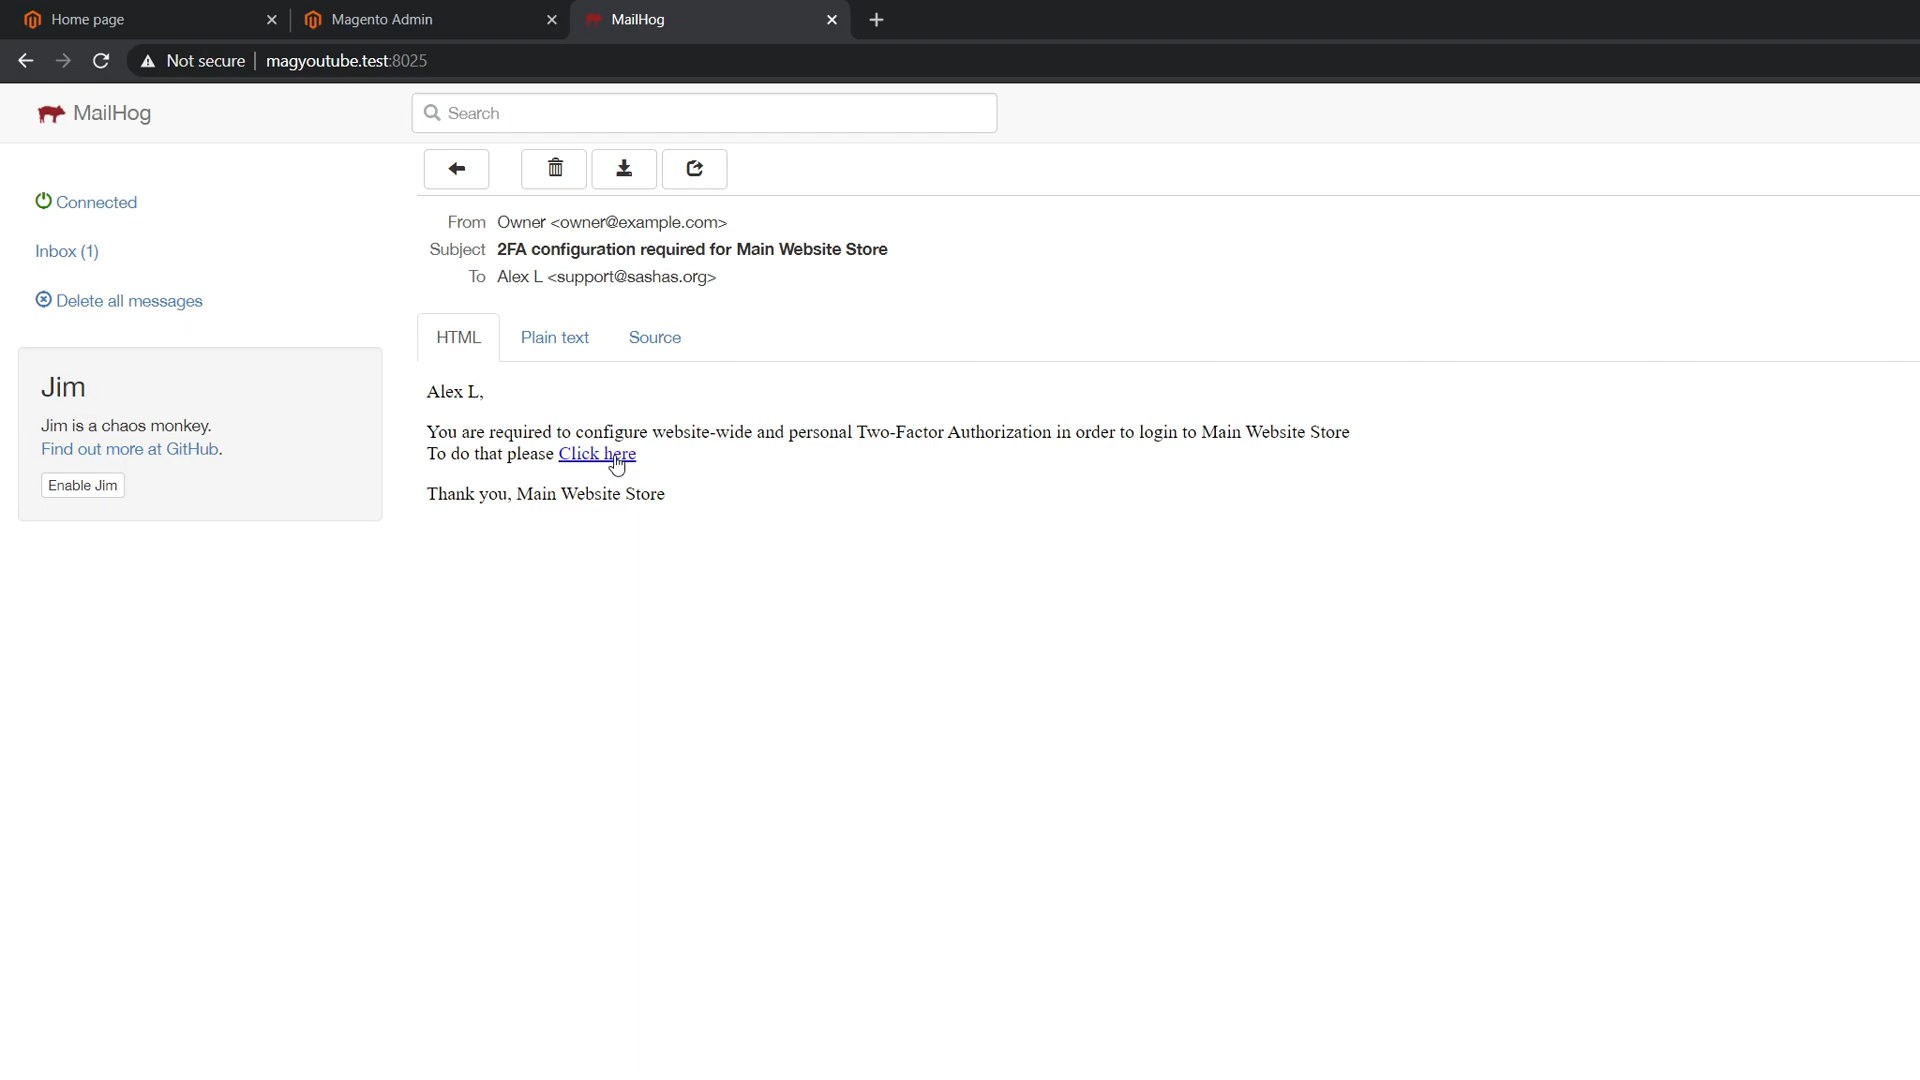 Home page
Magento Admin
MailHog
Not secure | magyoutube.test:8025
MailHog
Search
Connected
Inbox (1)
Delete all messages
Jim
Jim is a chaos monkey.
Find out more at GitHub.
Enable Jim
From Owner <owner@example.com>
Subject 2FA configuration required for Main Website Store
To Alex L <support@sashas.org>
HTML Plain text Source
Alex L,
You are required to configure website-wide and personal Two-Factor Authorization in order to login to Main Website Store
To do that please Click here
Thank you, Main Website Store